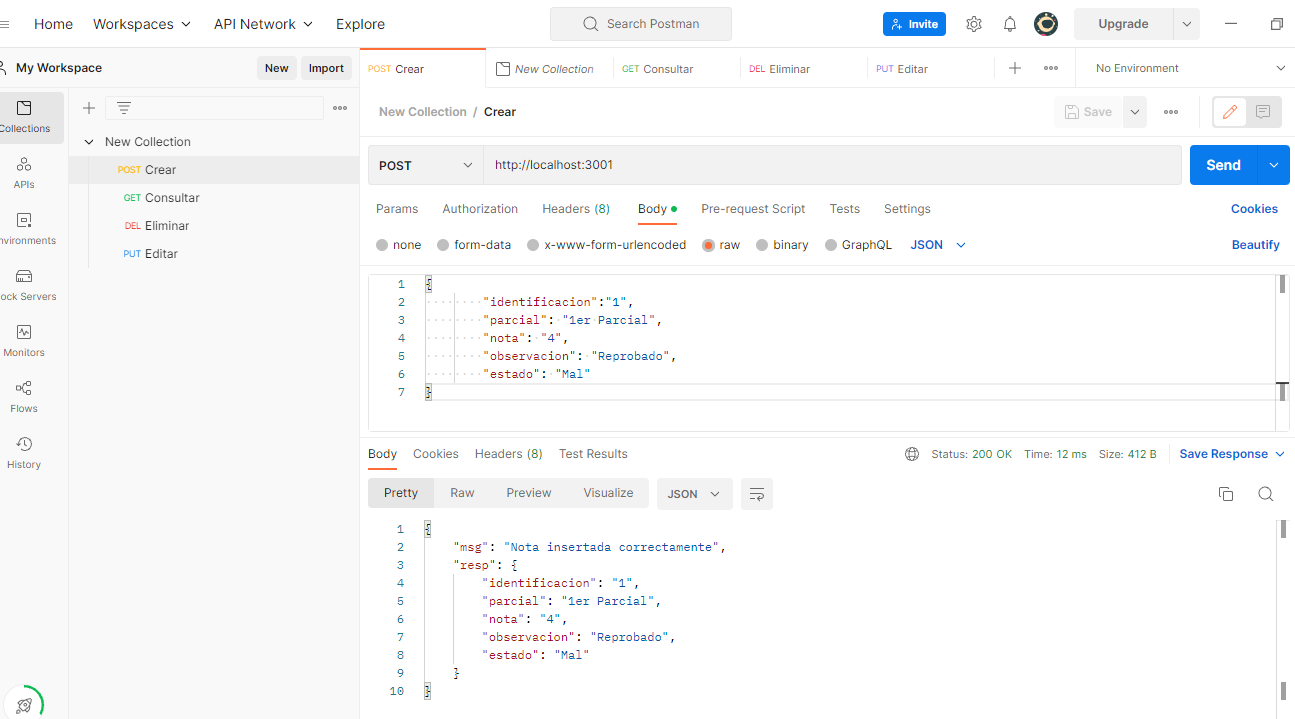 Home Workspaces API Network Explore Search Postman Invite Upgrade
My Workspace New Import POST Crear New Collection GET Consultar DEL Eliminar PUT Editar No Environment
New Collection / Crear Save
Collections
New Collection
POST Crear
GET Consultar
DEL Eliminar
PUT Editar
APIs
nvironments
ock Servers
Monitors
Flows
History
POST http://localhost:3001 Send
Params Authorization Headers (8) Body Pre-request Script Tests Settings Cookies
none form-data x-www-form-urlencoded raw binary GraphQL JSON Beautify
1 {
2 "identificacion":"1",
3 "parcial": "1er Parcial",
4 "nota": "4",
5 "observacion": "Reprobado",
6 "estado": "Mal"
7 }
Body Cookies Headers (8) Test Results Status: 200 OK Time: 12 ms Size: 412 B Save Response
Pretty Raw Preview Visualize JSON
1 {
2 "msg": "Nota insertada correctamente",
3 "resp": {
4 "identificacion": "1",
5 "parcial": "1er Parcial",
6 "nota": "4",
7 "observacion": "Reprobado",
8 "estado": "Mal"
9 }
10 }